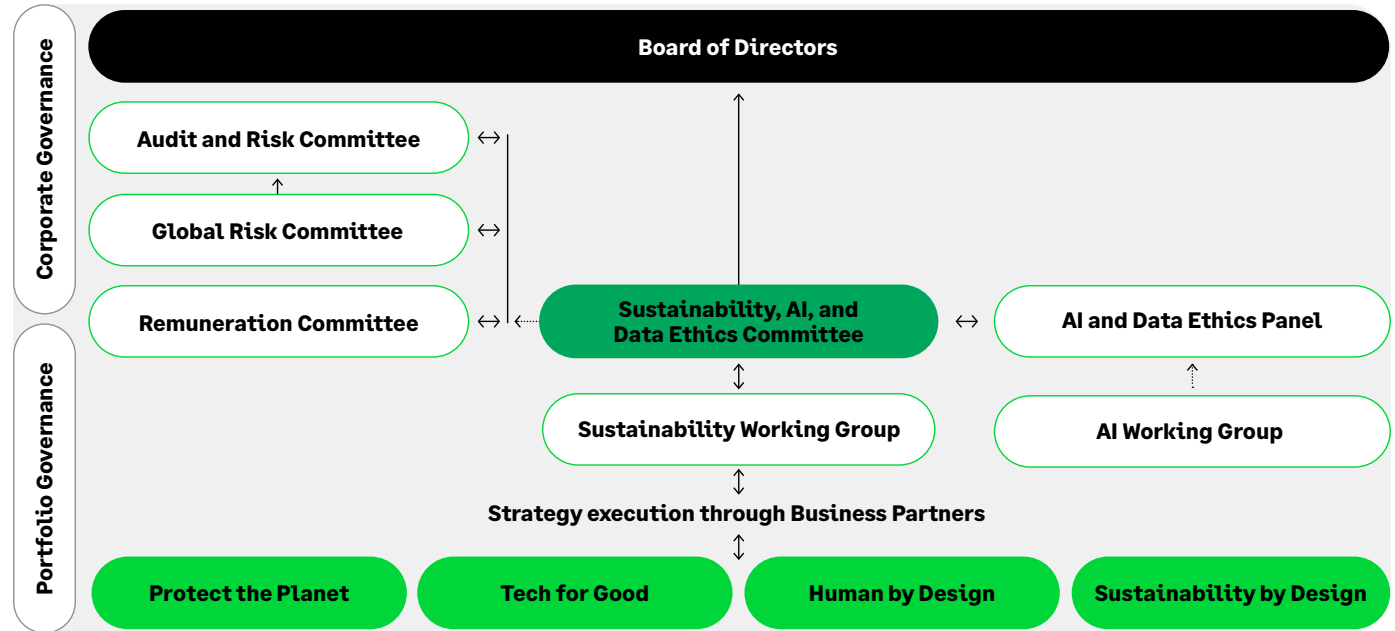 Corporate Governance
Board of Directors
Audit and Risk Committee
Global Risk Committee
Remuneration Committee
Sustainability, AI, and
Data Ethics Committee
AI and Data Ethics Panel
Portfolio Governance
Sustainability Working Group
AI Working Group
Strategy execution through Business Partners
Protect the Planet
Tech for Good
Human by Design
Sustainability by Design